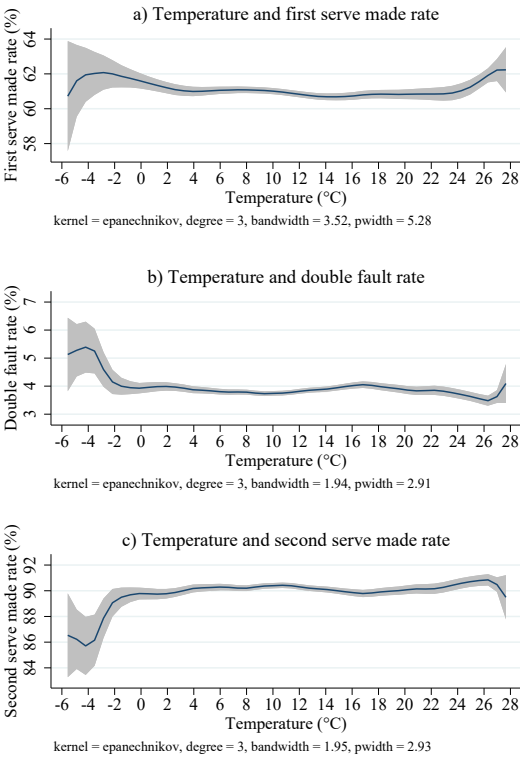 a) Temperature and first serve made rate
First serve made rate (%)
64
62
60
58
-6 -4 -2 0 2 4 6 8 10 12 14 16 18 20 22 24 26 28
Temperature (°C)
kernel = epanechnikov, degree = 3, bandwidth = 3.52, pwidth = 5.28
b) Temperature and double fault rate
Double fault rate (%)
7
6
5
4
3
-6 -4 -2 0 2 4 6 8 10 12 14 16 18 20 22 24 26 28
Temperature (°C)
kernel = epanechnikov, degree = 3, bandwidth = 1.94, pwidth = 2.91
c) Temperature and second serve made rate
Second serve made rate (%)
92
90
88
86
84
-6 -4 -2 0 2 4 6 8 10 12 14 16 18 20 22 24 26 28
Temperature (°C)
kernel = epanechnikov, degree = 3, bandwidth = 1.95, pwidth = 2.93